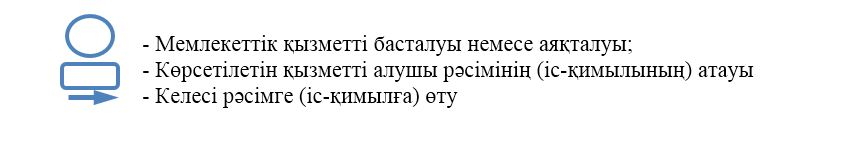 - Мемлекеттік қызметті басталуы немесе аяқталуы;
- Көрсетілетін қызметті алушы рәсімінің (іс-қимылының) атауы
- Келесі рәсімге (іс-қимылға) өту